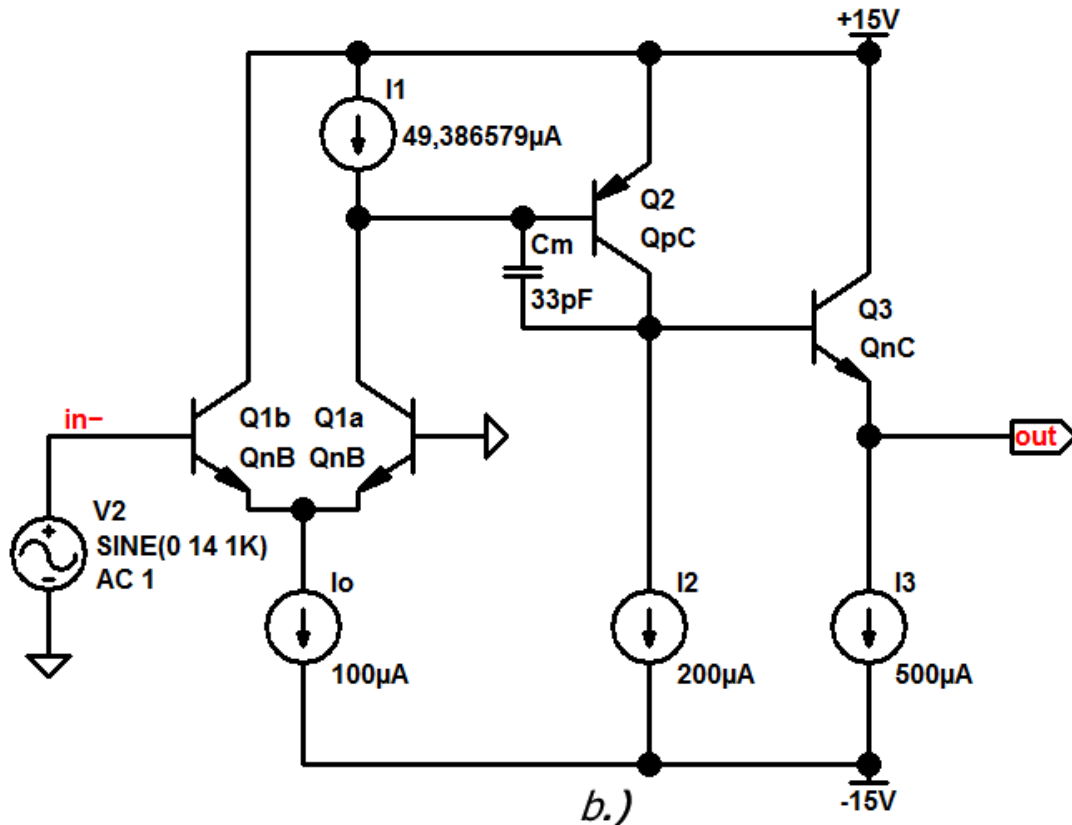 +15V
I1
49,386579µA
Q2
QpC
Cm
33pF
Q3
QnC
in−
Q1b
Q1a
QnB
QnB
out
V2
SINE(0 14 1K)
AC 1
Io
100µA
I2
200µA
I3
500µA
-15V
b.)